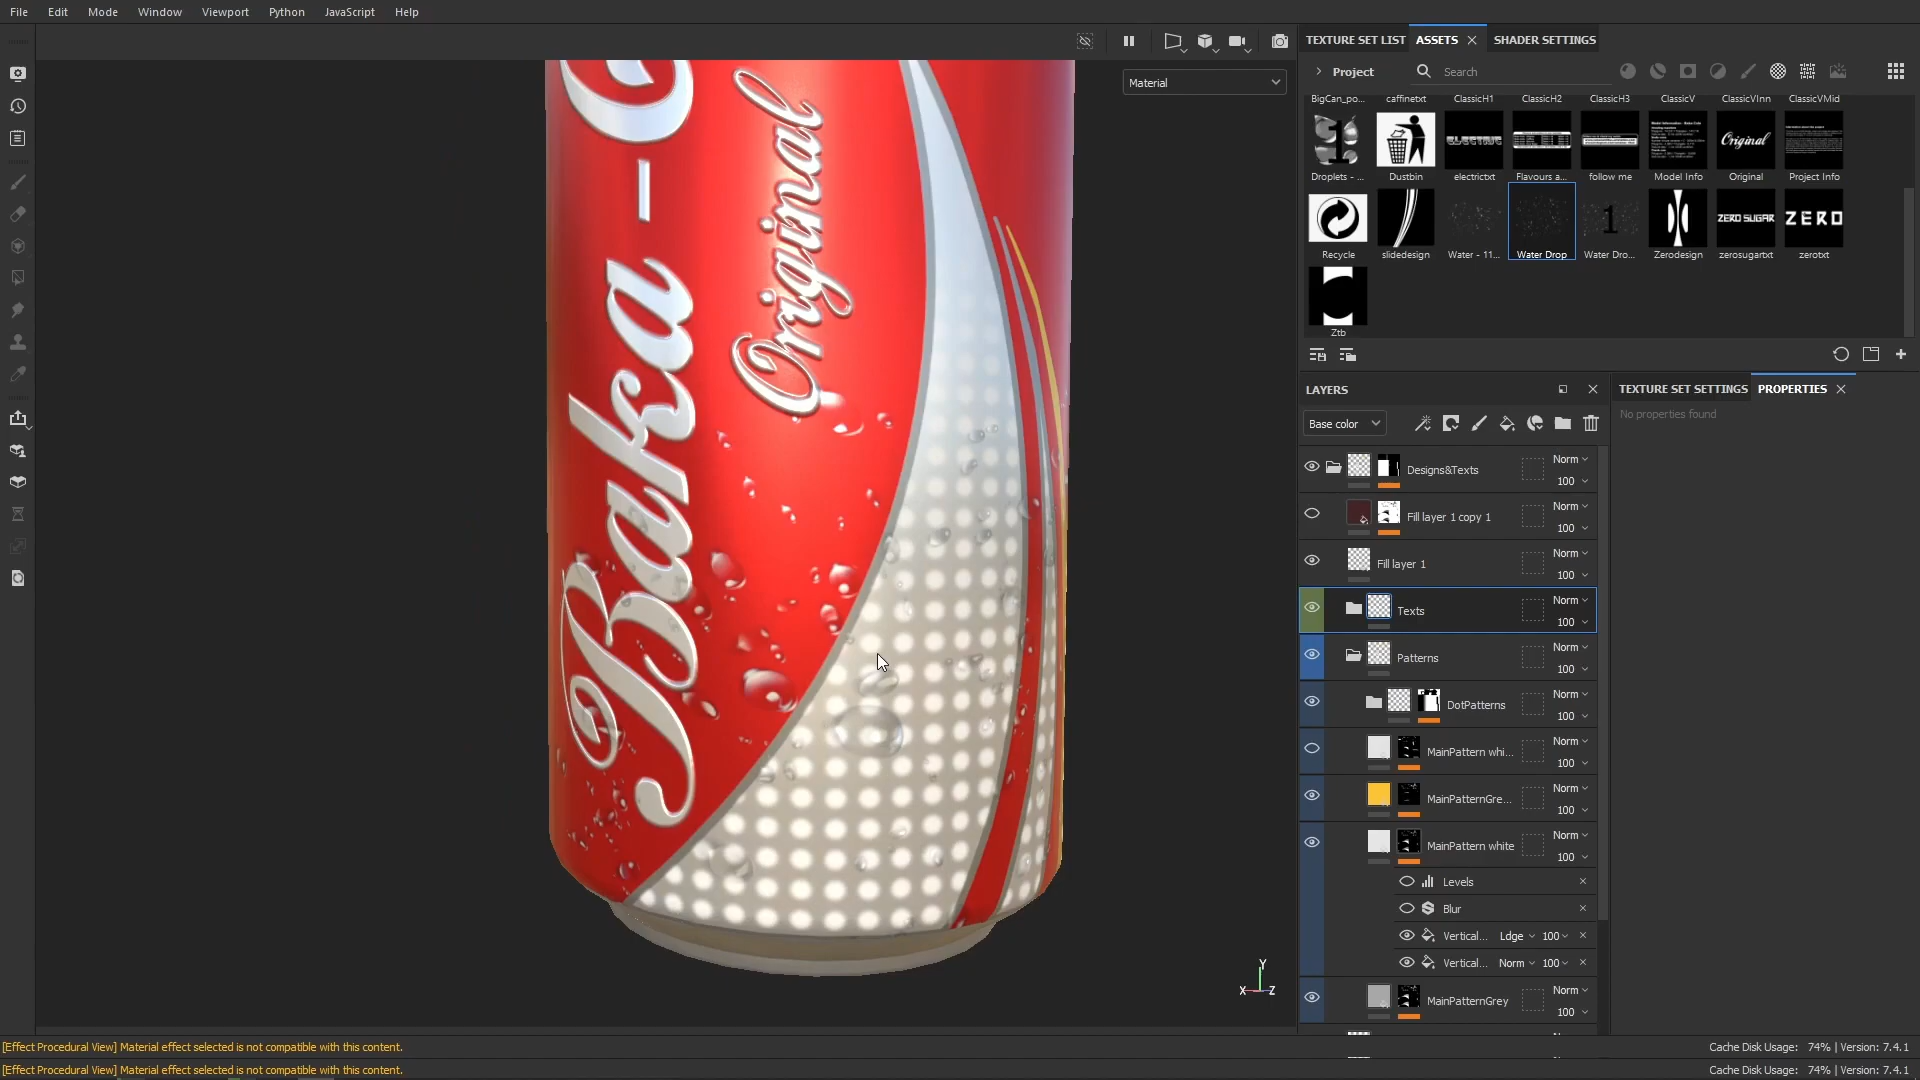 File Edit Mode Window Viewport Python JavaScript Help
TEXTURE SET LIST ASSETS SHADER SETTINGS
Material
Project Search
BigCan_po... caffinetxt ClassicH1 ClassicH2 ClassicH3 ClassicV ClassicVInn ClassicVMid
1 ELECTRIC Original
Droplets - ... Dustbin electrictxt Flavours a... follow me Model Info Original Project Info
1 ZERO SUGAR ZERO
Recycle slidedesign Water - 11... Water Drop Water Dro... Zerodesign zerosugartxt zerotxt
Ztb
Baka - C
Original
LAYERS
TEXTURE SET SETTINGS PROPERTIES
Base color
No properties found
Designs&Texts Norm 100
Fill layer 1 copy 1 Norm 100
Fill layer 1 Norm 100
Texts Norm 100
Patterns Norm 100
DotPatterns Norm 100
MainPattern whi... Norm 100
MainPatternGre... Norm 100
MainPattern white Norm 100
Levels
Blur
Vertical... Ldge 100
Vertical... Norm 100
MainPatternGrey Norm 100
Y
X Z
[Effect Procedural View] Material effect selected is not compatible with this content.
Cache Disk Usage: 74% | Version: 7.4.1
[Effect Procedural View] Material effect selected is not compatible with this content.
Cache Disk Usage: 74% | Version: 7.4.1